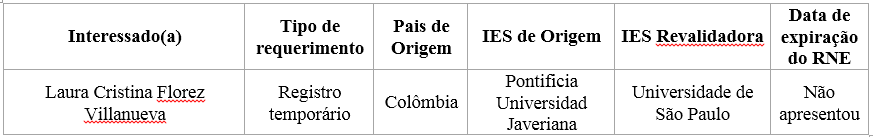 Interessado(a)
Tipo de
requerimento
Pais de
Origem
IES de Origem
IES Revalidadora
Data de
expiração
do RNE
Laura Cristina Florez
Villanueva
Registro
temporário
Colômbia
Pontificia
Universidad
Javeriana
Universidade de
São Paulo
Não
apresentou